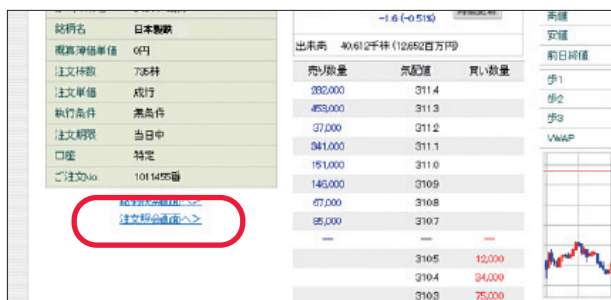 銘柄名 日本製鉄
概算簿価単価 0円
注文株数 735株
注文単価 成行
執行条件 無条件
注文期限 当日中
口座 特定
ご注文No. 1011455番
注文照会画面へ>
-1.6 (-0.51%)
出来高 40,612千株 (12,652百万円)
売り数量 気配値 買い数量
282,000 311.4
453,000 311.3
37,000 311.2
341,000 311.1
151,000 311.0
146,000 310.9
67,000 310.8
85,000 310.7
— — —
310.5 12,000
310.4 34,000
310.3 75,000
高値
安値
前日終値
歩1
歩2
歩3
VWAP